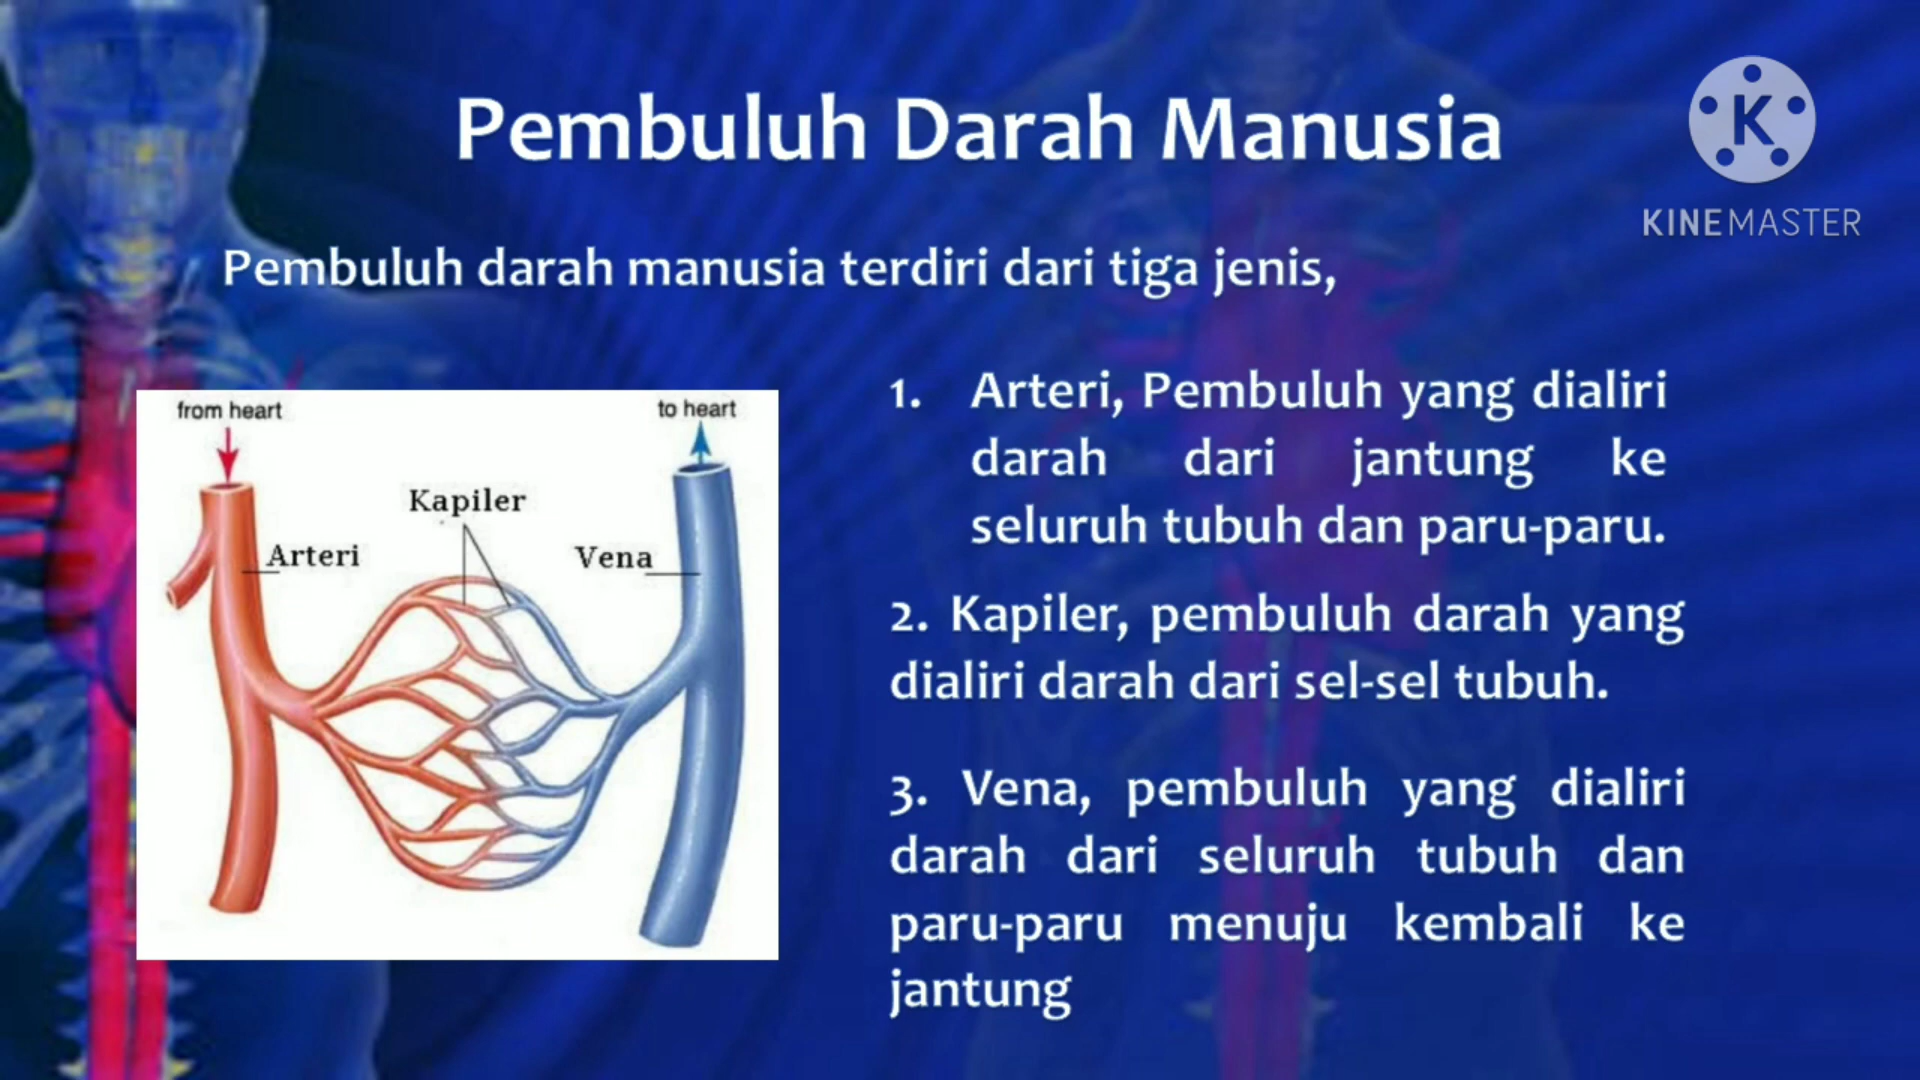 Pembuluh Darah Manusia
KINEMASTER
Pembuluh darah manusia terdiri dari tiga jenis,
from heart
to heart
Kapiler
Arteri
Vena
1. Arteri, Pembuluh yang dialiri
darah dari jantung ke
seluruh tubuh dan paru-paru.
2. Kapiler, pembuluh darah yang
dialiri darah dari sel-sel tubuh.
3. Vena, pembuluh yang dialiri
darah dari seluruh tubuh dan
paru-paru menuju kembali ke
jantung